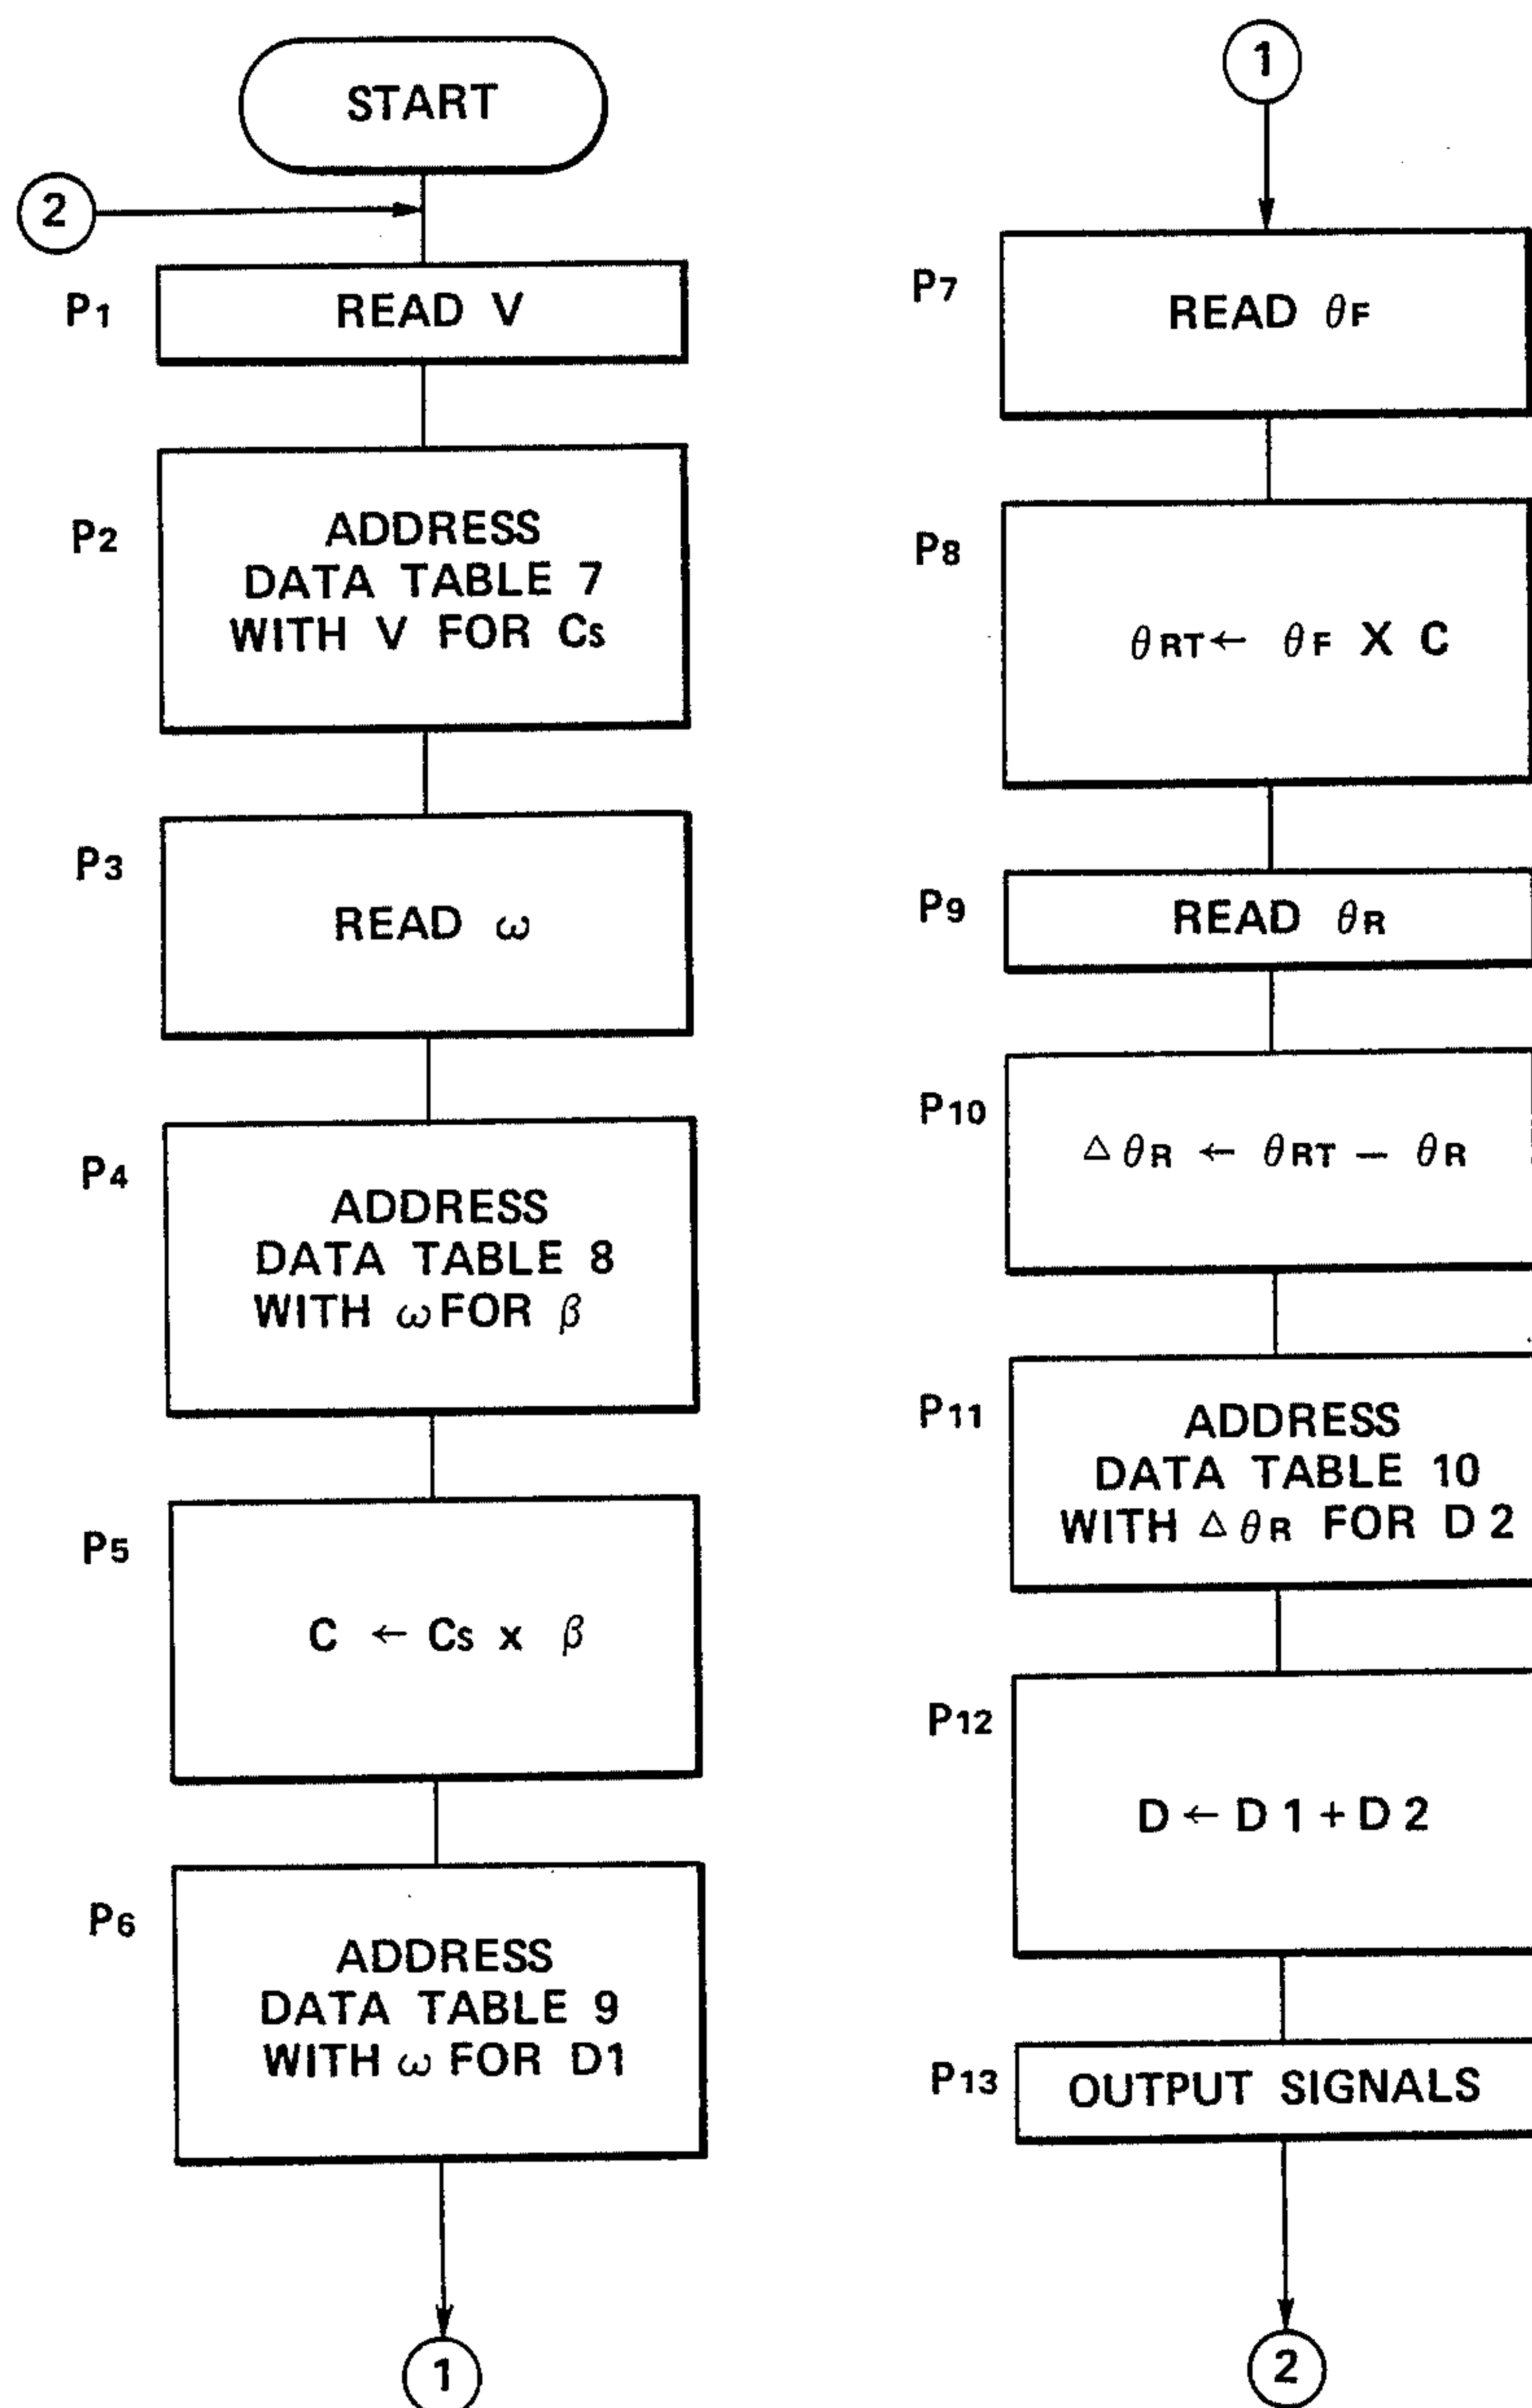 START
2
P1
READ V
P2
ADDRESS
DATA TABLE 7
WITH V FOR Cs
P3
READ ω
P4
ADDRESS
DATA TABLE 8
WITH ω FOR β
P5
C ← Cs x β
P6
ADDRESS
DATA TABLE 9
WITH ω FOR D1
1
1
P7
READ θF
P8
θRT ← θF X C
P9
READ θR
P10
△θR ← θRT − θR
P11
ADDRESS
DATA TABLE 10
WITH △θR FOR D2
P12
D ← D1 + D2
P13
OUTPUT SIGNALS
2